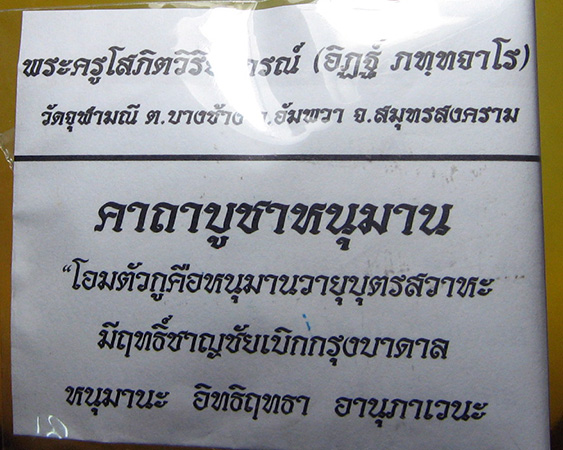 พระครูโสภิตวิริ ภรณ์ (อิฏฺฐํ ภทฺทจาโร)
วัดจุฬามณี ต.บางช้าง อ.อัมพวา จ.สมุทรสงคราม
คาถาบูชาหนุมาน
“โอมตัวกูคือหนุมานวายุบุตรสวาหะ
มีฤทธิ์ชาญชัยเบิกกรุงบาดาล
หนุมานะ อิทธิฤทธา อานุภาเวนะ